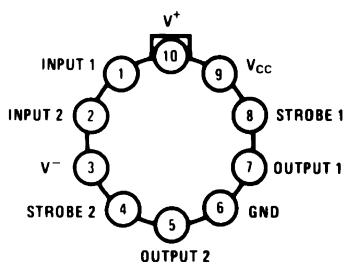 V+
10
INPUT 1
1
9
VCC
INPUT 2
2
8
STROBE 1
V−
3
7
OUTPUT 1
STROBE 2
4
5
6
GND
OUTPUT 2